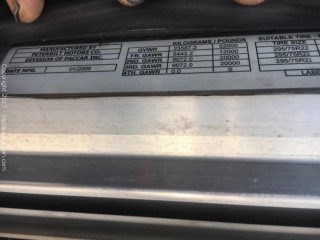 KILOGRAMS / POUNDS
SUITABLE TIRE
MANUFACTURED BY
PETERBILT MOTORS CO.
DIVISION OF PACCAR INC.
DATE MFG. 01/2006
GVWR 23587.2 52000
TIRE SIZE
FR. GAWR 5443.2 12000
295/75R22
2ND. GAWR 9072.0 20000
295/75R22
3RD. GAWR 9072.0 20000
295/75R22
4TH. GAWR 0.0 0